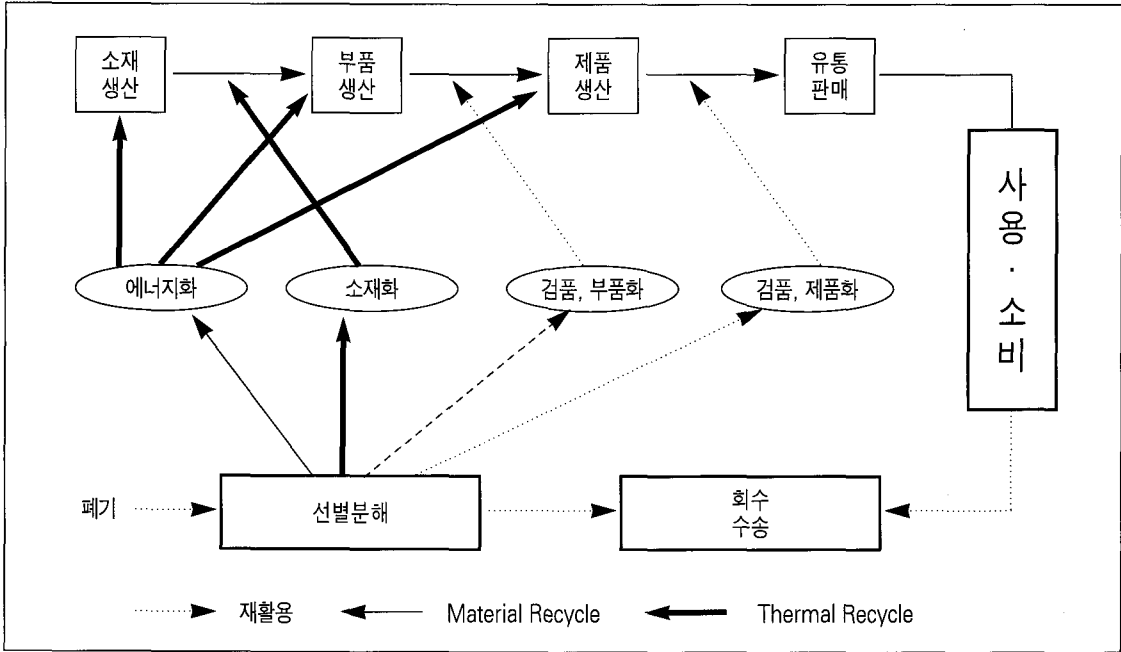 소재
생산
부품
생산
제품
생산
유통
판매
사용·소비
에너지화
소재화
검품, 부품화
검품, 제품화
폐기
선별분해
회수
수송
재활용
Material Recycle
Thermal Recycle